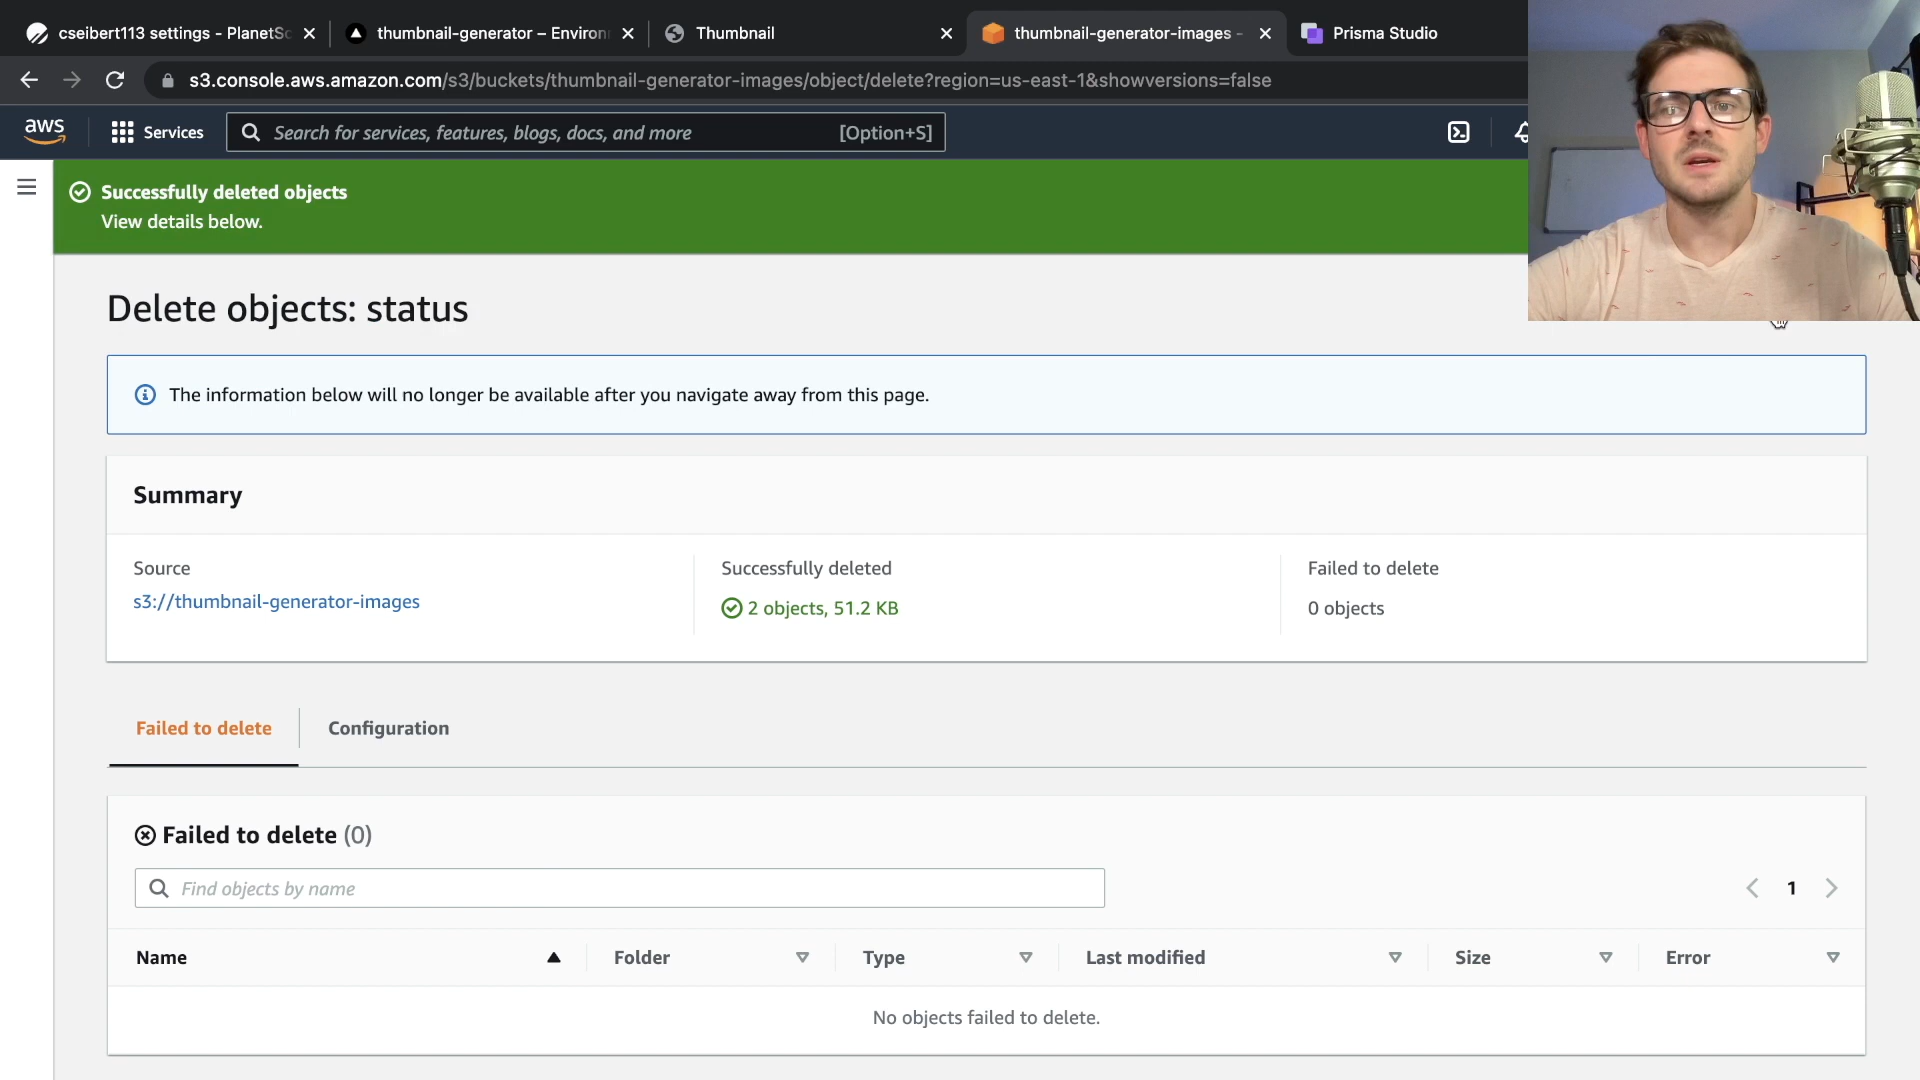 cseibert113 settings - PlanetSc
thumbnail-generator – Environ
Thumbnail
thumbnail-generator-images -
Prisma Studio
s3.console.aws.amazon.com/s3/buckets/thumbnail-generator-images/object/delete?region=us-east-1&showversions=false
aws
Services
Search for services, features, blogs, docs, and more
[Option+S]
Successfully deleted objects
View details below.
Delete objects: status
The information below will no longer be available after you navigate away from this page.
Summary
Source
s3://thumbnail-generator-images
Successfully deleted
2 objects, 51.2 KB
Failed to delete
0 objects
Failed to delete
Configuration
Failed to delete (0)
Find objects by name
1
Name
Folder
Type
Last modified
Size
Error
No objects failed to delete.